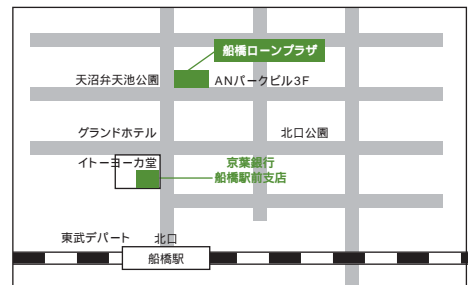 船橋ローンプラザ
天沼弁天池公園
ANパークビル3F
グランドホテル
北口公園
イトーヨーカ堂
京葉銀行
船橋駅前支店
東武デパート
北口
船橋駅